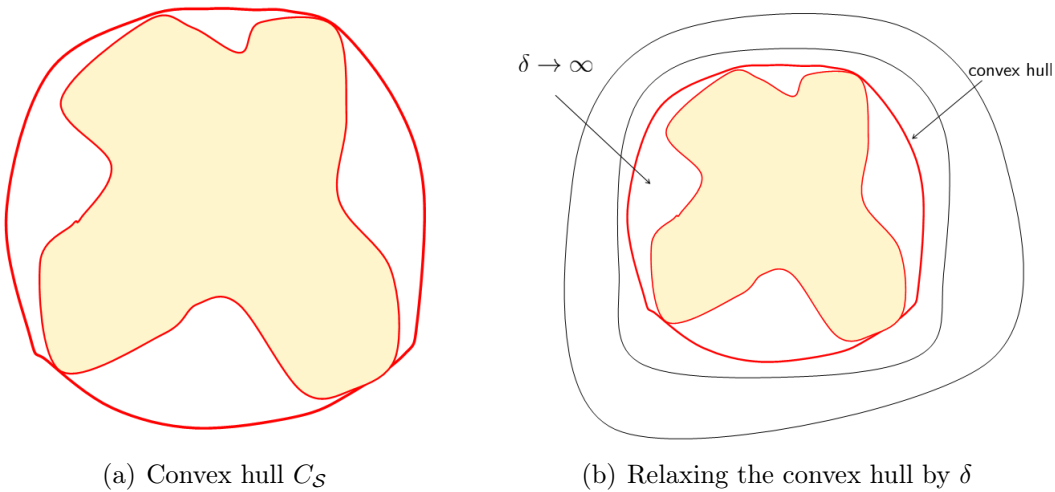 δ → ∞
convex hull
(a) Convex hull C_𝒮
(b) Relaxing the convex hull by δ